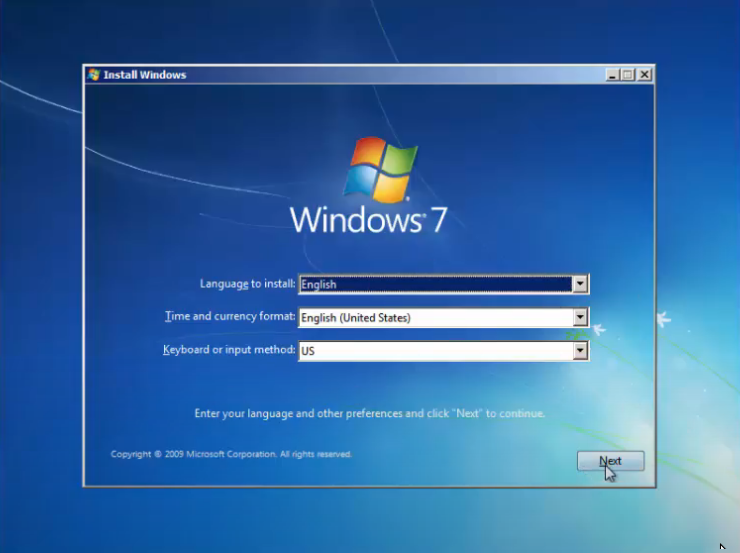 Install Windows
Windows 7
Language to install: English
Time and currency format: English (United States)
Keyboard or input method: US
Enter your language and other preferences and click "Next" to continue.
Copyright © 2009 Microsoft Corporation. All rights reserved.
Next